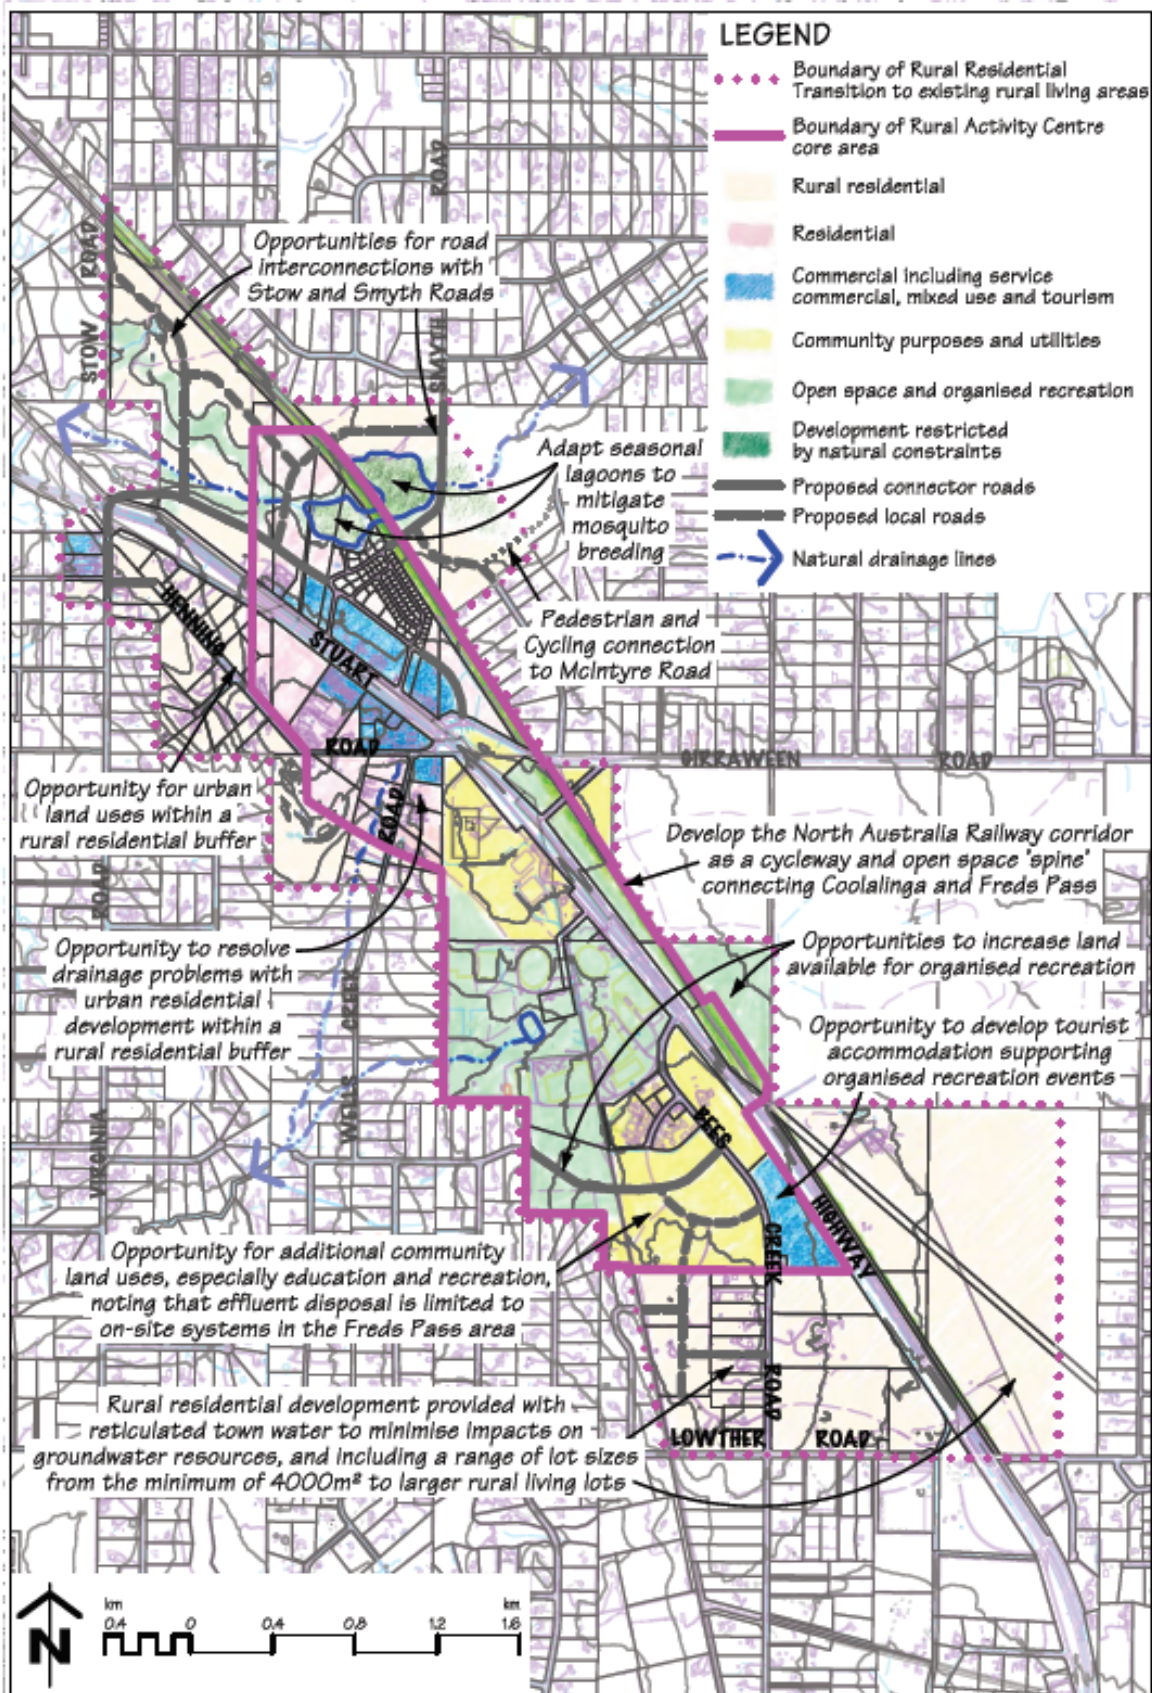 LEGEND
Boundary of Rural Residential
Transition to existing rural living areas
Boundary of Rural Activity Centre
core area
Rural residential
Residential
Commercial including service
commercial, mixed use and tourism
Community purposes and utilities
Open space and organised recreation
Development restricted
by natural constraints
Proposed connector roads
Proposed local roads
Natural drainage lines
ROAD
SMYTH
STOW ROAD
Opportunities for road
interconnections with
Stow and Smyth Roads
Adapt seasonal
lagoons to
mitigate
mosquito
breeding
Pedestrian and
Cycling connection
to McIntyre Road
HENNING
STUART
ROAD
ROAD
GIRRAWEEN
ROAD
Opportunity for urban
land uses within a
rural residential buffer
Develop the North Australia Railway corridor
as a cycleway and open space 'spine'
connecting Coolalinga and Freds Pass
ROAD
Opportunity to resolve
drainage problems with
urban residential
development within a
rural residential buffer
Opportunities to increase land
available for organised recreation
Opportunity to develop tourist
accommodation supporting
organised recreation events
WELLS CREEK
VIRGINIA
BEES
CREEK
HIGHWAY
Opportunity for additional community
land uses, especially education and recreation,
noting that effluent disposal is limited to
on-site systems in the Freds Pass area
Rural residential development provided with
reticulated town water to minimise impacts on
groundwater resources, and including a range of lot sizes
from the minimum of 4000m² to larger rural living lots
ROAD
LOWTHER ROAD
N
km km
0.4 0 0.4 0.8 1.2 1.6